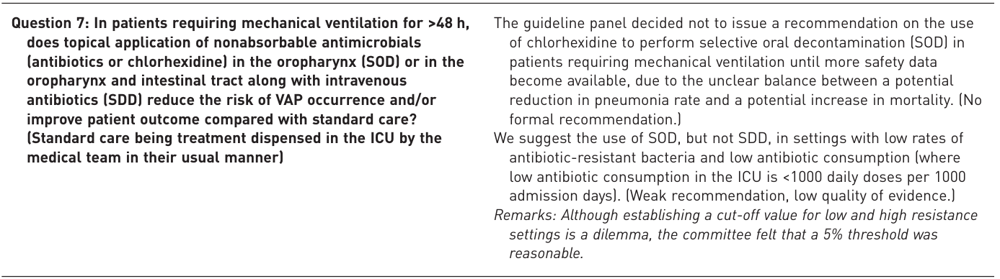 Question 7: In patients requiring mechanical ventilation for >48 h,
does topical application of nonabsorbable antimicrobials
(antibiotics or chlorhexidine) in the oropharynx (SOD) or in the
oropharynx and intestinal tract along with intravenous
antibiotics (SDD) reduce the risk of VAP occurrence and/or
improve patient outcome compared with standard care?
(Standard care being treatment dispensed in the ICU by the
medical team in their usual manner)
The guideline panel decided not to issue a recommendation on the use
of chlorhexidine to perform selective oral decontamination (SOD) in
patients requiring mechanical ventilation until more safety data
become available, due to the unclear balance between a potential
reduction in pneumonia rate and a potential increase in mortality. (No
formal recommendation.)
We suggest the use of SOD, but not SDD, in settings with low rates of
antibiotic-resistant bacteria and low antibiotic consumption (where
low antibiotic consumption in the ICU is <1000 daily doses per 1000
admission days). (Weak recommendation, low quality of evidence.)
Remarks: Although establishing a cut-off value for low and high resistance
settings is a dilemma, the committee felt that a 5% threshold was
reasonable.